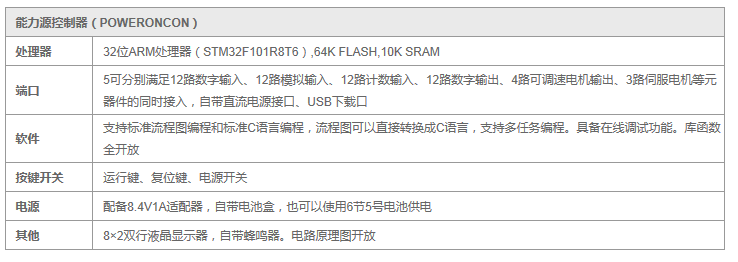 能力源控制器（POWERONCON）
处理器
32位ARM处理器（STM32F101R8T6）,64K FLASH,10K SRAM
端口
5可分别满足12路数字输入、12路模拟输入、12路计数输入、12路数字输出、4路可调速电机输出、3路伺服电机等元
器件的同时接入，自带直流电源接口、USB下载口
软件
支持标准流程图编程和标准C语言编程，流程图可以直接转换成C语言，支持多任务编程。具备在线调试功能。库函数
全开放
按键开关
运行键、复位键、电源开关
电源
配备8.4V1A适配器，自带电池盒，也可以使用6节5号电池供电
其他
8×2双行液晶显示器，自带蜂鸣器。电路原理图开放